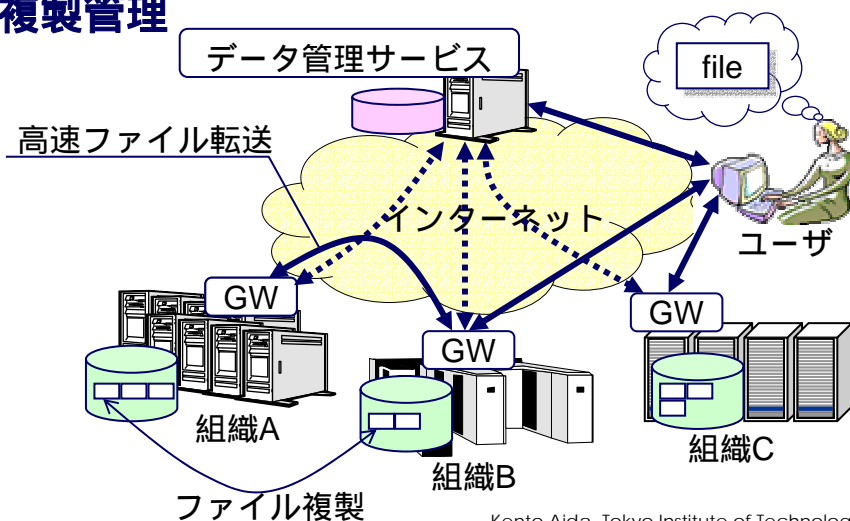 複製管理
データ管理サービス
file
高速ファイル転送
インターネット
ユーザ
GW
GW
GW
組織A
組織B
組織C
ファイル複製
Kento Aida, Tokyo Institute of Technolog